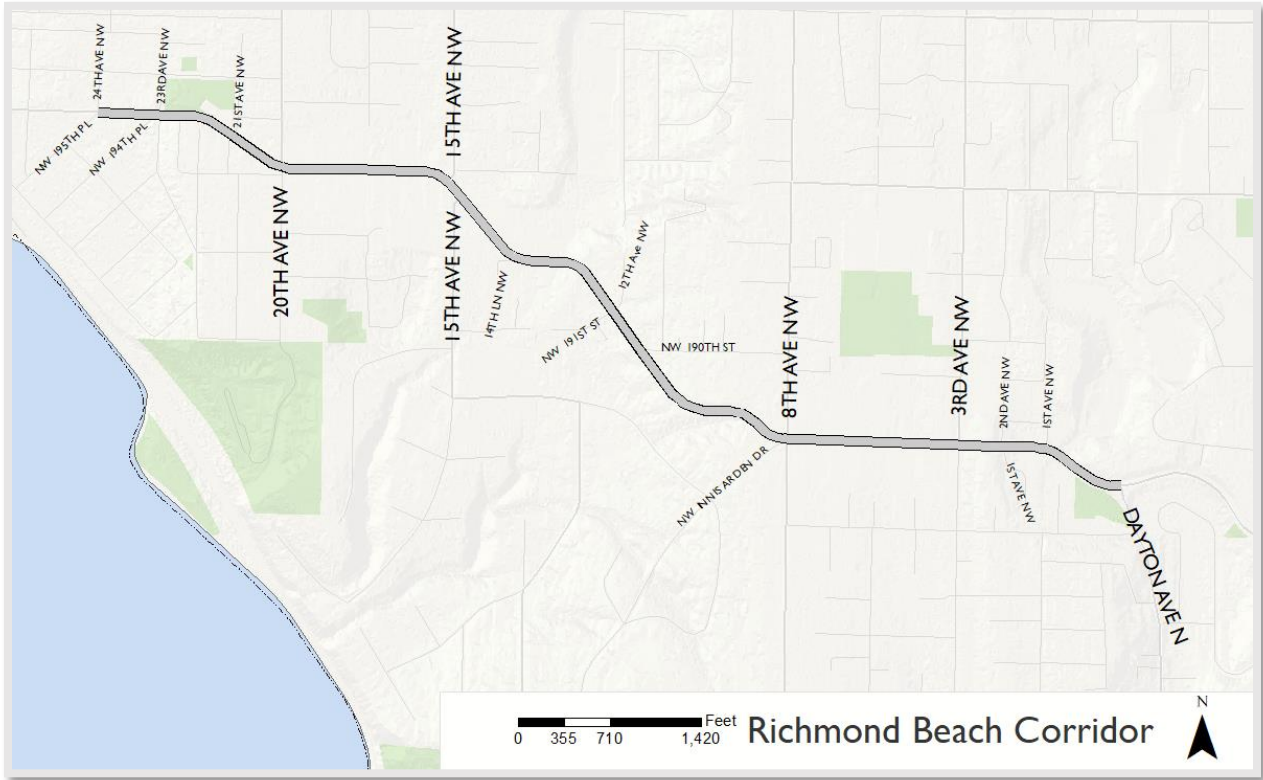 24TH AVE NW
23RD AVE NW
21ST AVE NW
15TH AVE NW
NW 195TH PL
NW 194TH PL
20TH AVE NW
15TH AVE NW
14TH LN NW
12TH Ave NW
NW 191ST ST
NW 190TH ST
8TH AVE NW
3RD AVE NW
2ND AVE NW
1ST AVE NW
NW INNIS ARDEN DR
1ST AVE NW
DAYTON AVE N
N
Feet
0 355 710 1,420
Richmond Beach Corridor